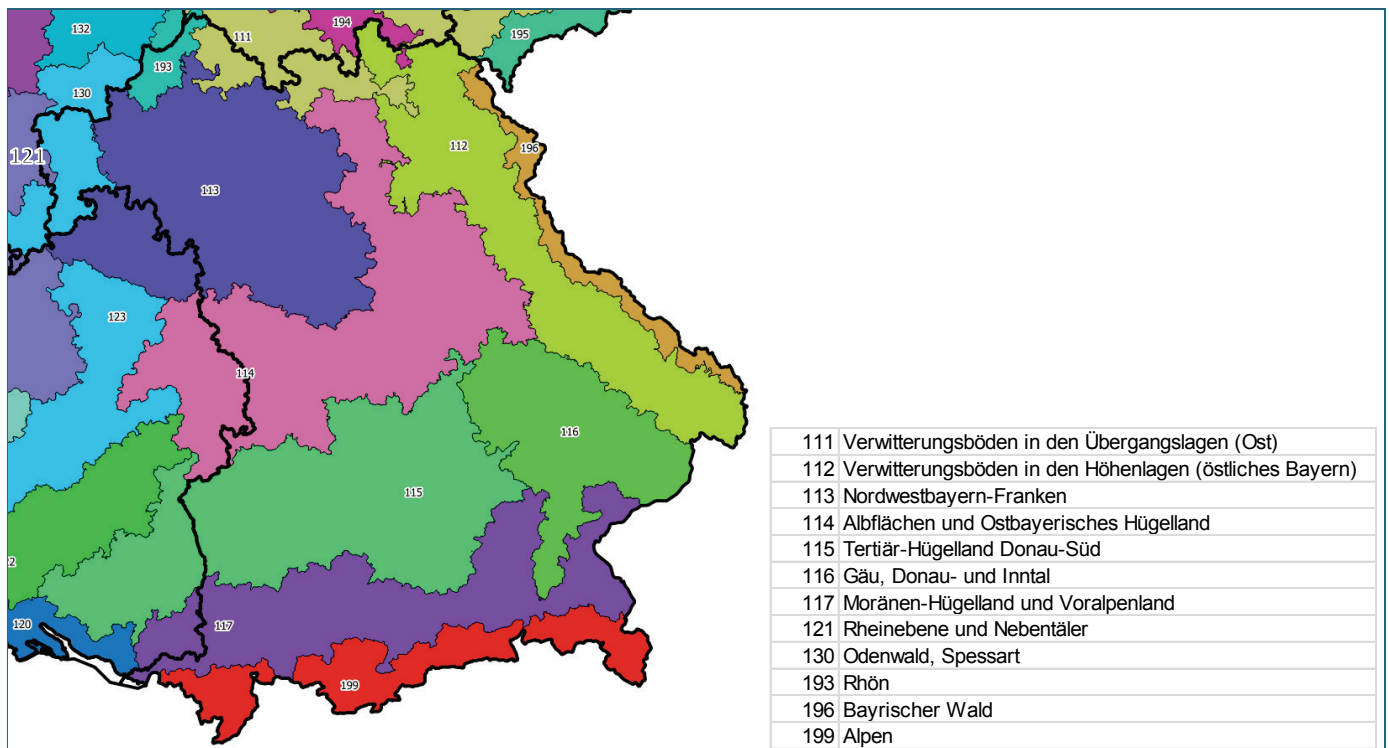 132
111
194
195
193
130
121
112
196
113
123
114
116
115
22
120
117
199
111 Verwitterungsböden in den Übergangslagen (Ost)
112 Verwitterungsböden in den Höhenlagen (östliches Bayern)
113 Nordwestbayern-Franken
114 Albflächen und Ostbayerisches Hügelland
115 Tertiär-Hügelland Donau-Süd
116 Gäu, Donau- und Inntal
117 Moränen-Hügelland und Voralpenland
121 Rheinebene und Nebentäler
130 Odenwald, Spessart
193 Rhön
196 Bayrischer Wald
199 Alpen